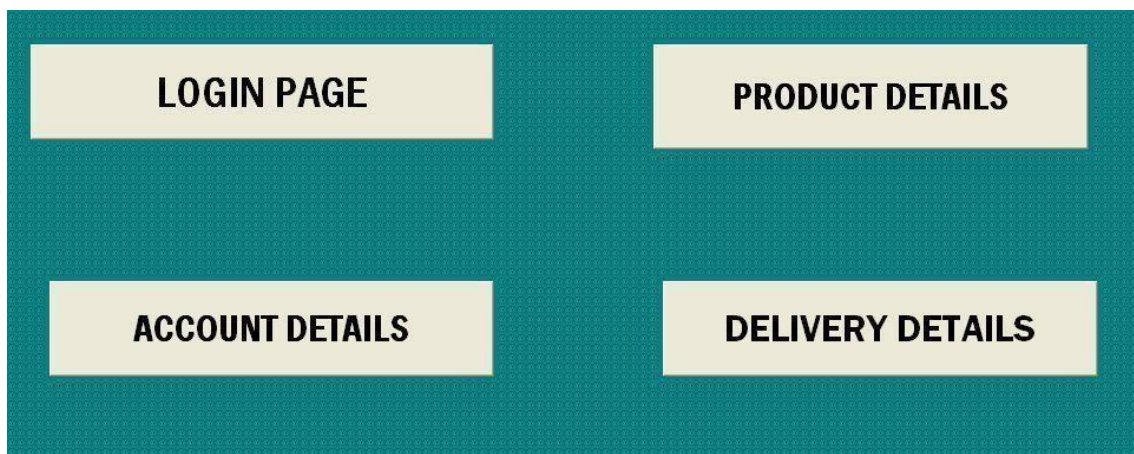 LOGIN PAGE
PRODUCT DETAILS
ACCOUNT DETAILS
DELIVERY DETAILS